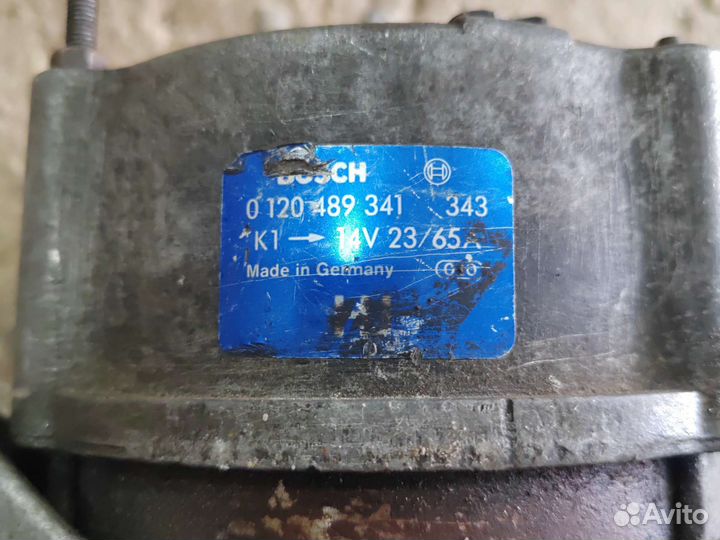 BOSCH
0 120 489 341 343
K1 → 14V 23/65A
Made in Germany
Avito